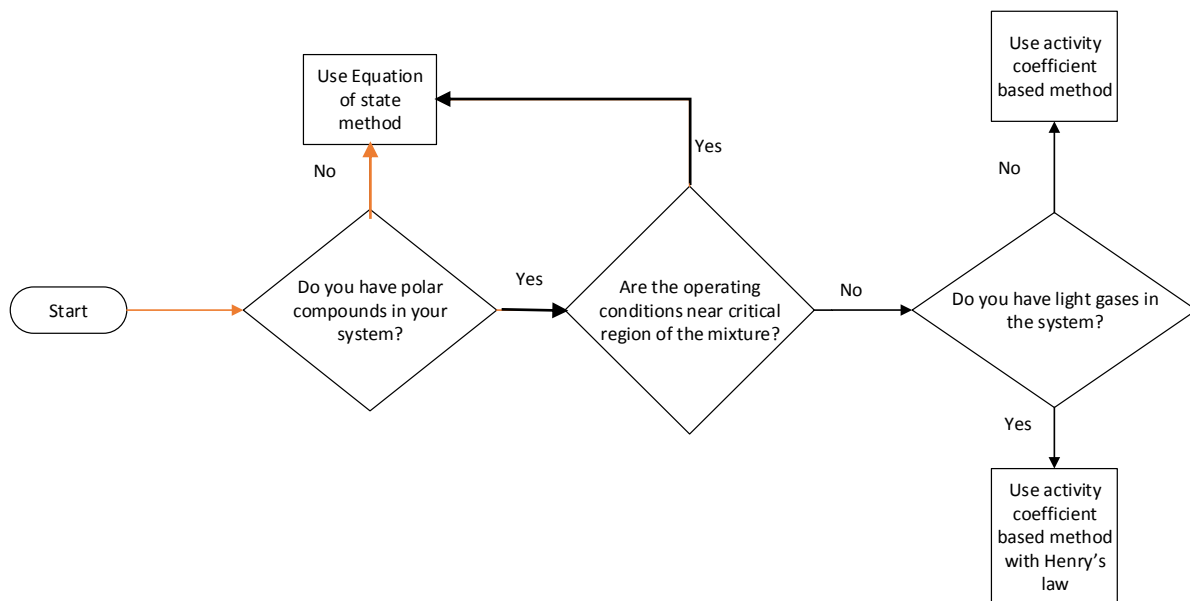 Start
Do you have polar
compounds in your
system?
No
Use Equation
of state
method
Yes
Are the operating
conditions near critical
region of the mixture?
Yes
No
Do you have light gases in
the system?
No
Use activity
coefficient
based method
Yes
Use activity
coefficient
based method
with Henry’s
law